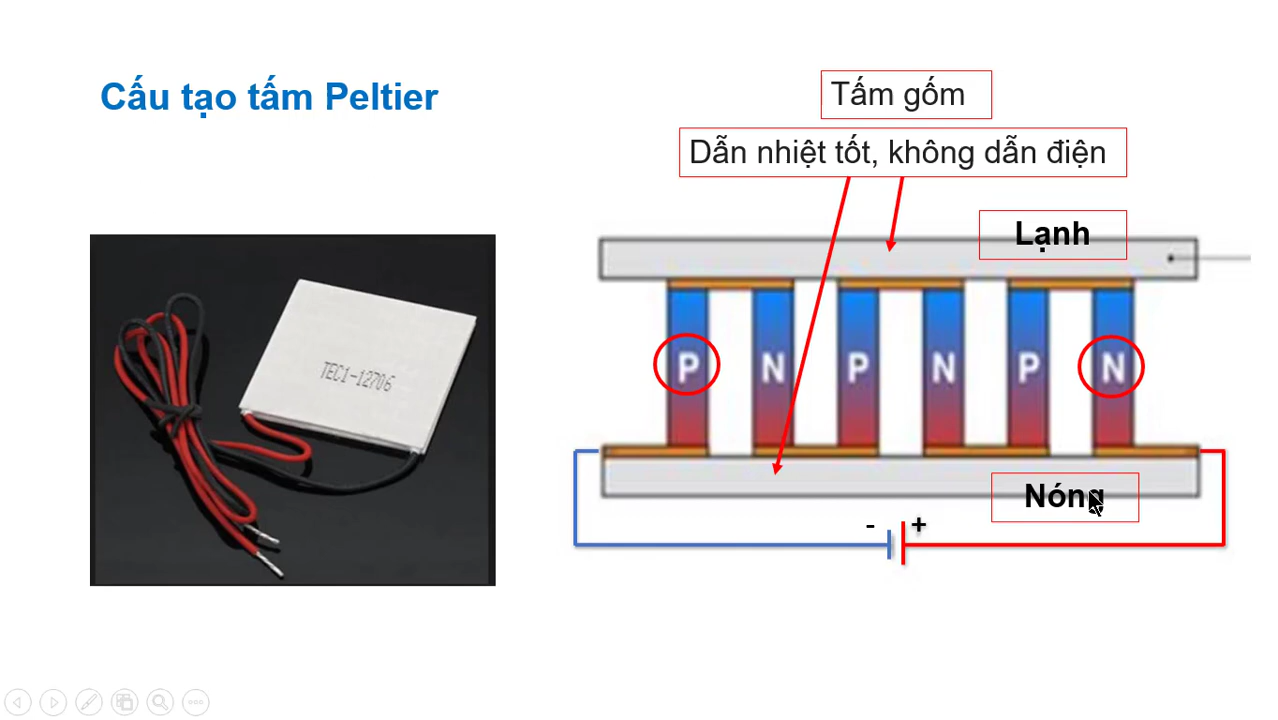 Cấu tạo tấm Peltier
Tấm gốm
Dẫn nhiệt tốt, không dẫn điện
Lạnh
TEC1-12706
P N P N P N
Nóng
- +